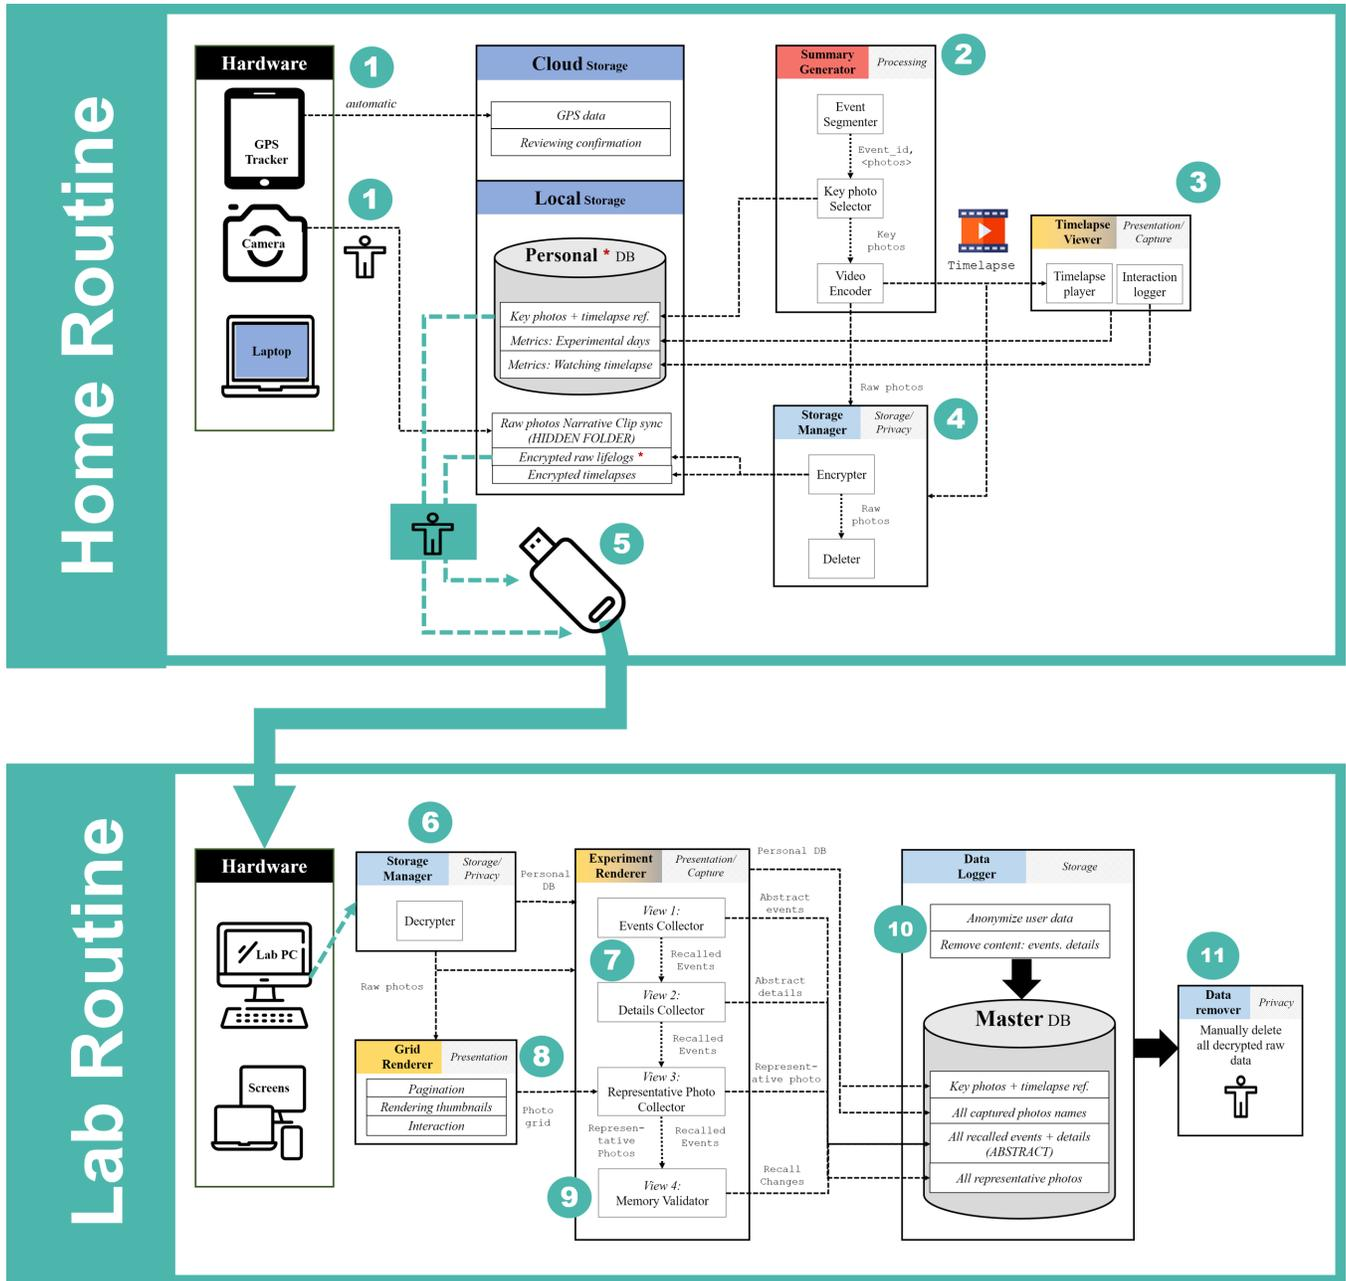 Home Routine
Hardware
1
GPS
Tracker
automatic
1
Camera
Laptop
Cloud Storage
GPS data
Reviewing confirmation
Local Storage
Personal * DB
Key photos + timelapse ref.
Metrics: Experimental days
Metrics: Watching timelapse
Raw photos Narrative Clip sync
(HIDDEN FOLDER)
Encrypted raw lifelogs *
Encrypted timelapses
Summary
Generator
Processing
2
Event
Segmenter
Event_id,
<photos>
Key photo
Selector
Key
photos
Video
Encoder
Timelapse
3
Timelapse
Viewer
Presentation/
Capture
Timelapse
player
Interaction
logger
Raw photos
Storage
Manager
Storage/
Privacy
4
Encrypter
Raw
photos
Deleter
5
Lab Routine
Hardware
Lab PC
Screens
6
Storage
Manager
Storage/
Privacy
Decrypter
Personal
DB
Raw photos
Grid
Renderer
Presentation
8
Pagination
Rendering thumbnails
Interaction
Photo
grid
Experiment
Renderer
Presentation/
Capture
View 1:
Events Collector
7
Recalled
Events
View 2:
Details Collector
Recalled
Events
View 3:
Representative Photo
Collector
Represen-
tative
Photos
Recalled
Events
9
View 4:
Memory Validator
Personal DB
Abstract
events
Abstract
details
Represent-
ative photo
Recall
Changes
Data
Logger
Storage
10
Anonymize user data
Remove content: events. details
Master DB
Key photos + timelapse ref.
All captured photos names
All recalled events + details
(ABSTRACT)
All representative photos
11
Data
remover
Privacy
Manually delete
all decrypted raw
data